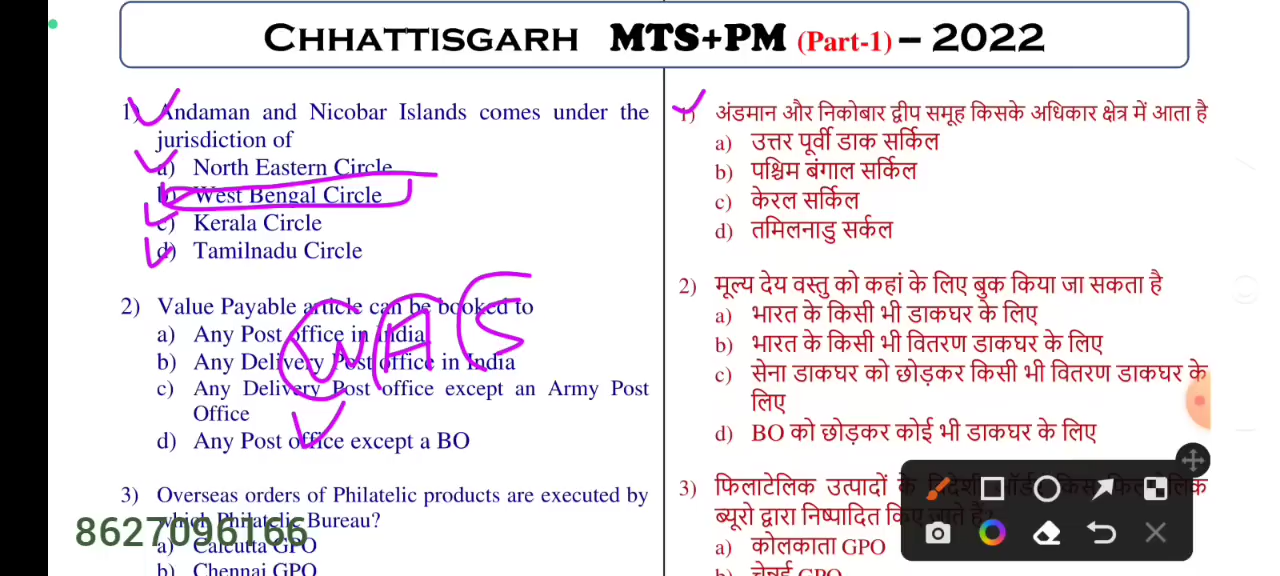 CHHATTISGARH MTS+PM (Part-1) – 2022
1) Andaman and Nicobar Islands comes under the
jurisdiction of
a) North Eastern Circle
b) West Bengal Circle
c) Kerala Circle
d) Tamilnadu Circle
2) Value Payable article can be booked to
a) Any Post office in India
b) Any Delivery Post office in India
c) Any Delivery Post office except an Army Post
Office
d) Any Post office except a BO
3) Overseas orders of Philatelic products are executed by
which Philatelic Bureau?
a) Calcutta GPO
b) Chennai GPO
1) अंडमान और निकोबार द्वीप समूह किसके अधिकार क्षेत्र में आता है
a) उत्तर पूर्वी डाक सर्किल
b) पश्चिम बंगाल सर्किल
c) केरल सर्किल
d) तमिलनाडु सर्कल
2) मूल्य देय वस्तु को कहां के लिए बुक किया जा सकता है
a) भारत के किसी भी डाकघर के लिए
b) भारत के किसी भी वितरण डाकघर के लिए
c) सेना डाकघर को छोड़कर किसी भी वितरण डाकघर के
लिए
d) BO को छोड़कर कोई भी डाकघर के लिए
3) फिलाटेलिक उत्पादों के विदेशी ऑर्डर किस
ब्यूरो द्वारा निष्पादित किए जाते है?
a) कोलकाता GPO
b) चेन्नई GPO
8627096166